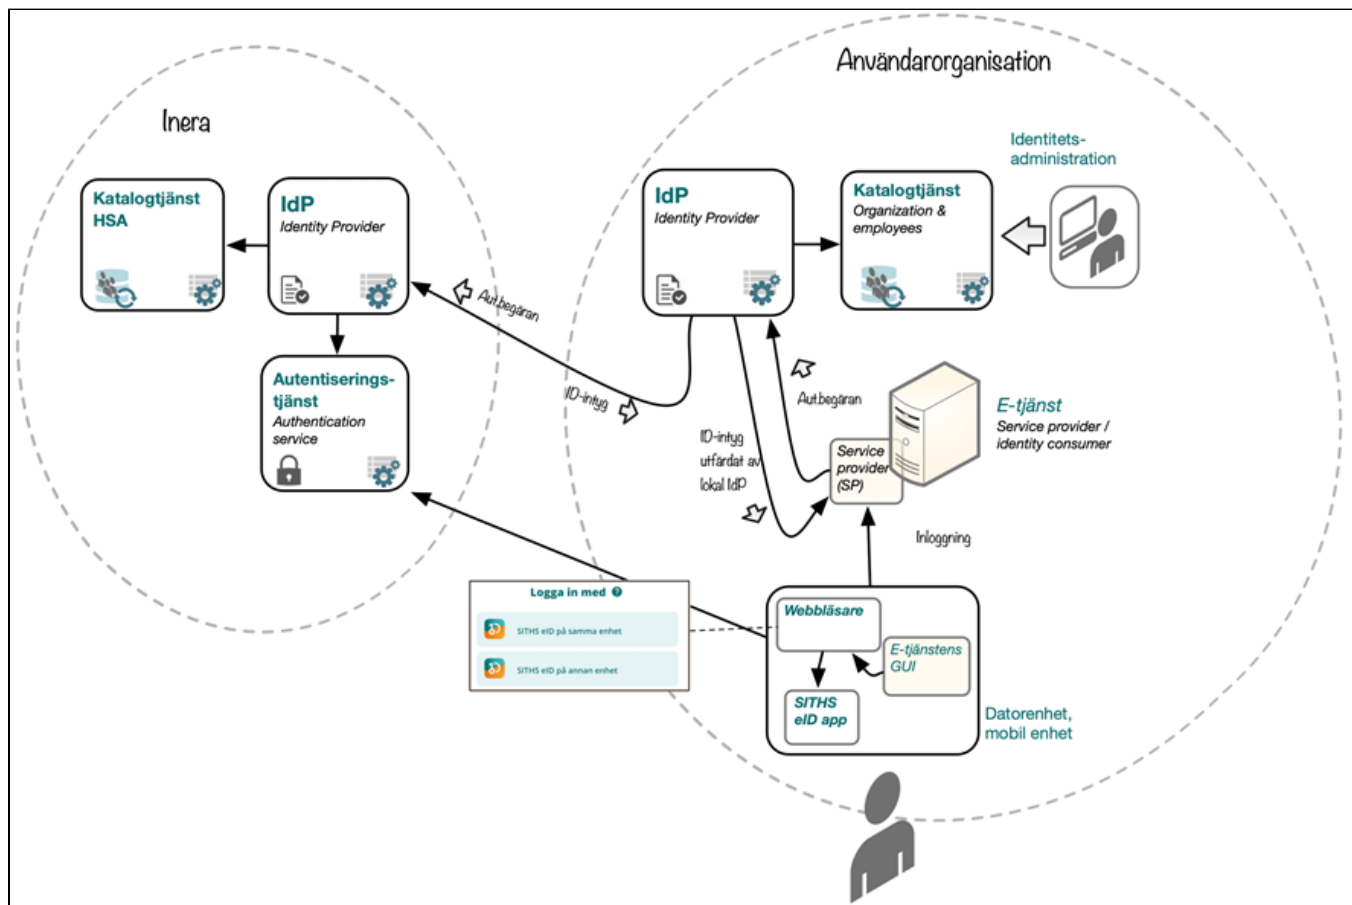 Användarorganisation
Inera
Identitets-
administration
Katalogtjänst
HSA
IdP
Identity Provider
IdP
Identity Provider
Katalogtjänst
Organization &
employees
Aut.begäran
ID-intyg
Autentiserings-
tjänst
Authentication
service
Aut.begäran
ID-intyg
utfärdat av
lokal IdP
E-tjänst
Service provider /
identity consumer
Service
provider
(SP)
Inloggning
Logga in med ?
SITHS eID på samma enhet
SITHS eID på annan enhet
Webbläsare
E-tjänstens
GUI
SITHS
eID app
Datorenhet,
mobil enhet